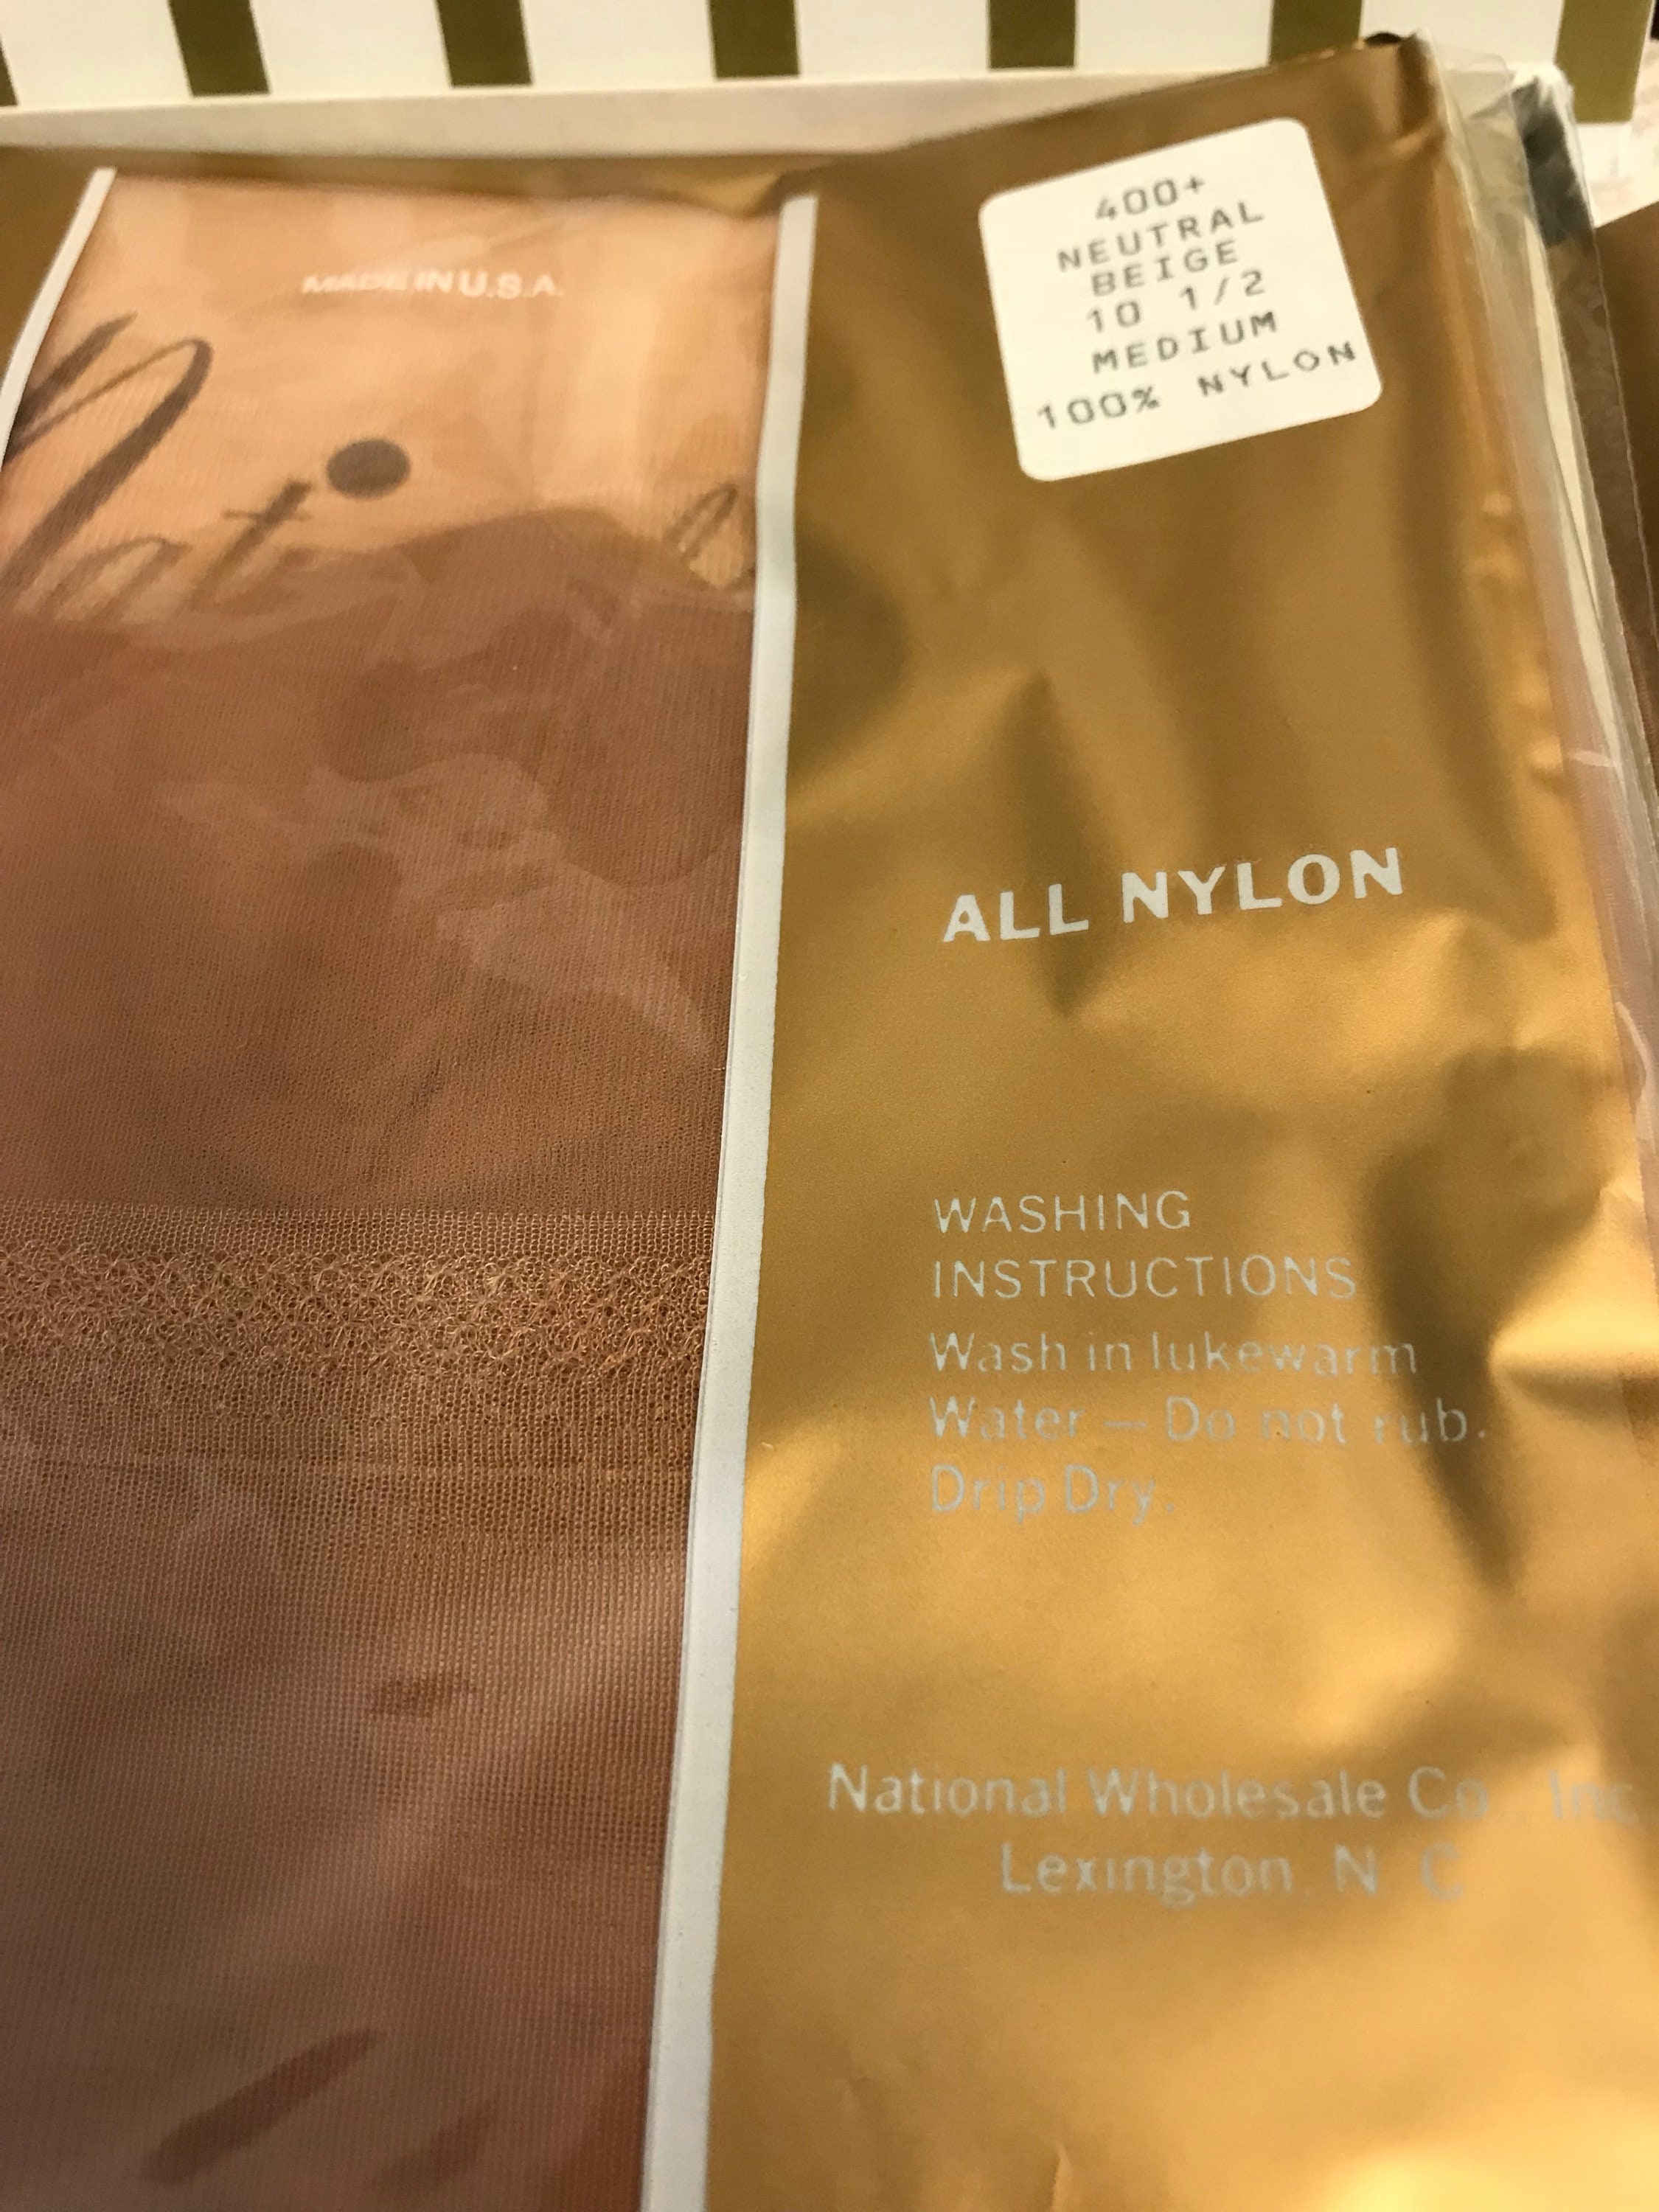 400+
NEUTRAL
BEIGE
10 1/2
MEDIUM
100% NYLON
MADE IN U.S.A.
ALL NYLON
WASHING
INSTRUCTIONS
Wash in lukewarm
Water — Do not rub.
Drip Dry.
National Wholesale Co., Inc.
Lexington, N. C.